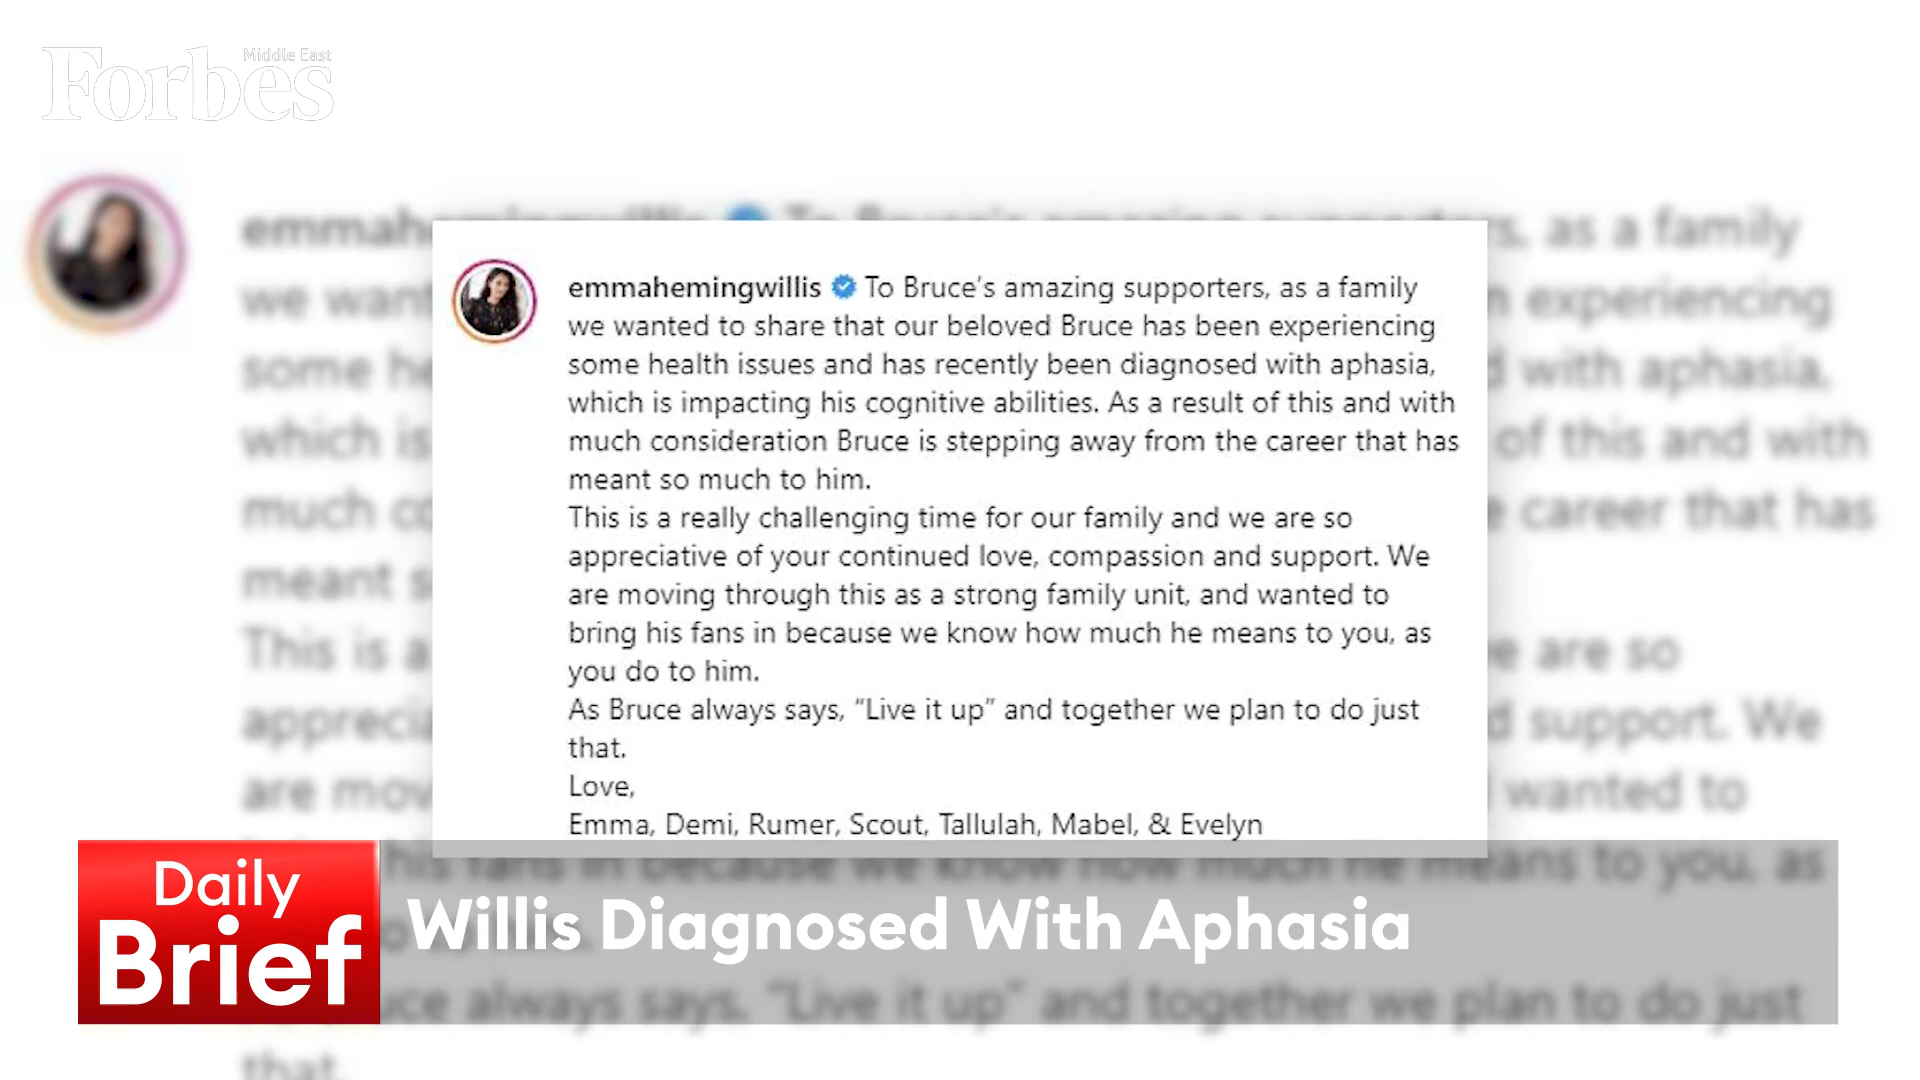 Forbes
Middle East
emmahemingwillis To Bruce's amazing supporters, as a family
we wanted to share that our beloved Bruce has been experiencing
some health issues and has recently been diagnosed with aphasia,
which is impacting his cognitive abilities. As a result of this and with
much consideration Bruce is stepping away from the career that has
meant so much to him.
This is a really challenging time for our family and we are so
appreciative of your continued love, compassion and support. We
are moving through this as a strong family unit, and wanted to
bring his fans in because we know how much he means to you, as
you do to him.
As Bruce always says, “Live it up” and together we plan to do just
that.
Love,
Emma, Demi, Rumer, Scout, Tallulah, Mabel, & Evelyn
Daily
Brief
Willis Diagnosed With Aphasia